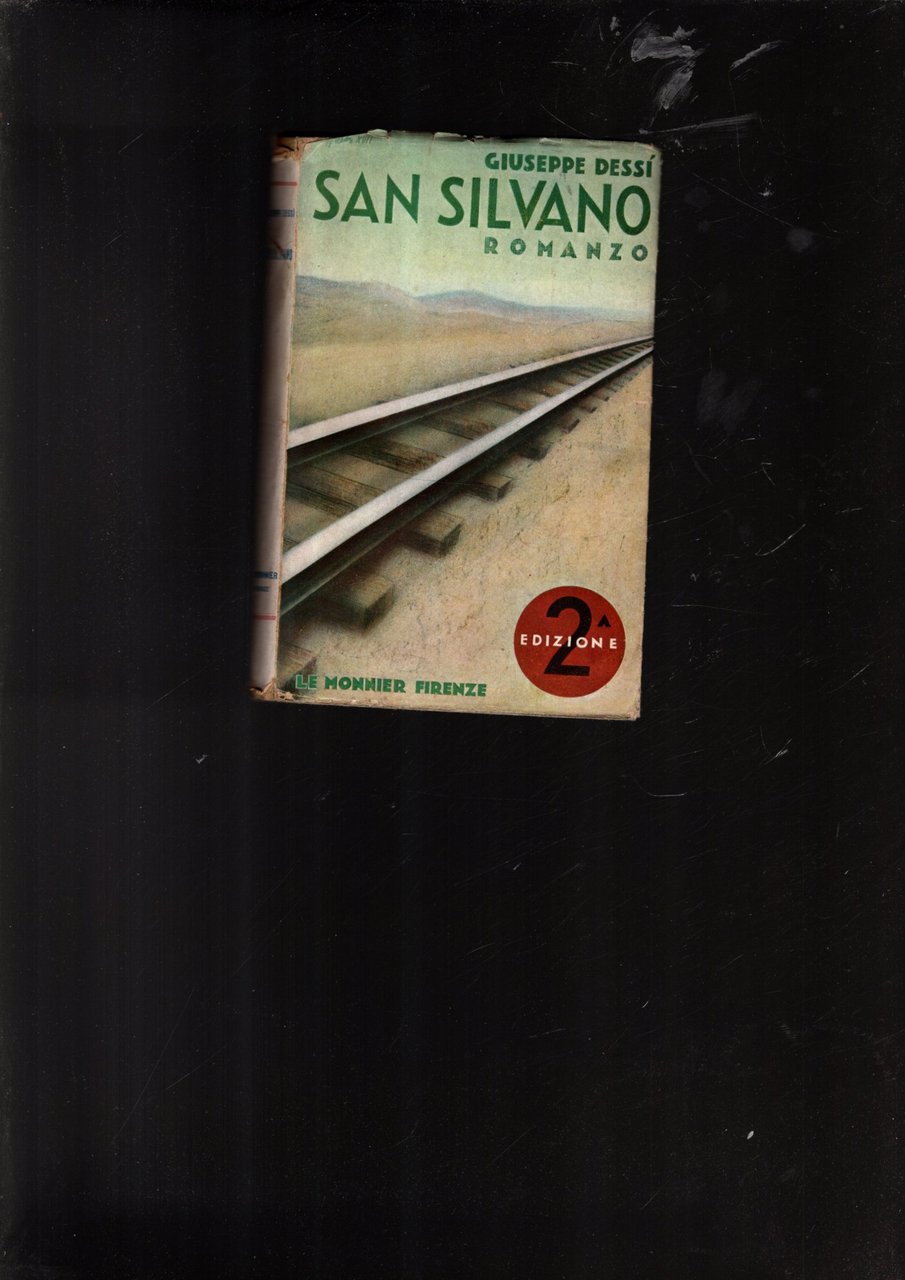 GIUSEPPE DESSÍ
SAN SILVANO
ROMANZO
2A
EDIZIONE
LE MONNIER FIRENZE